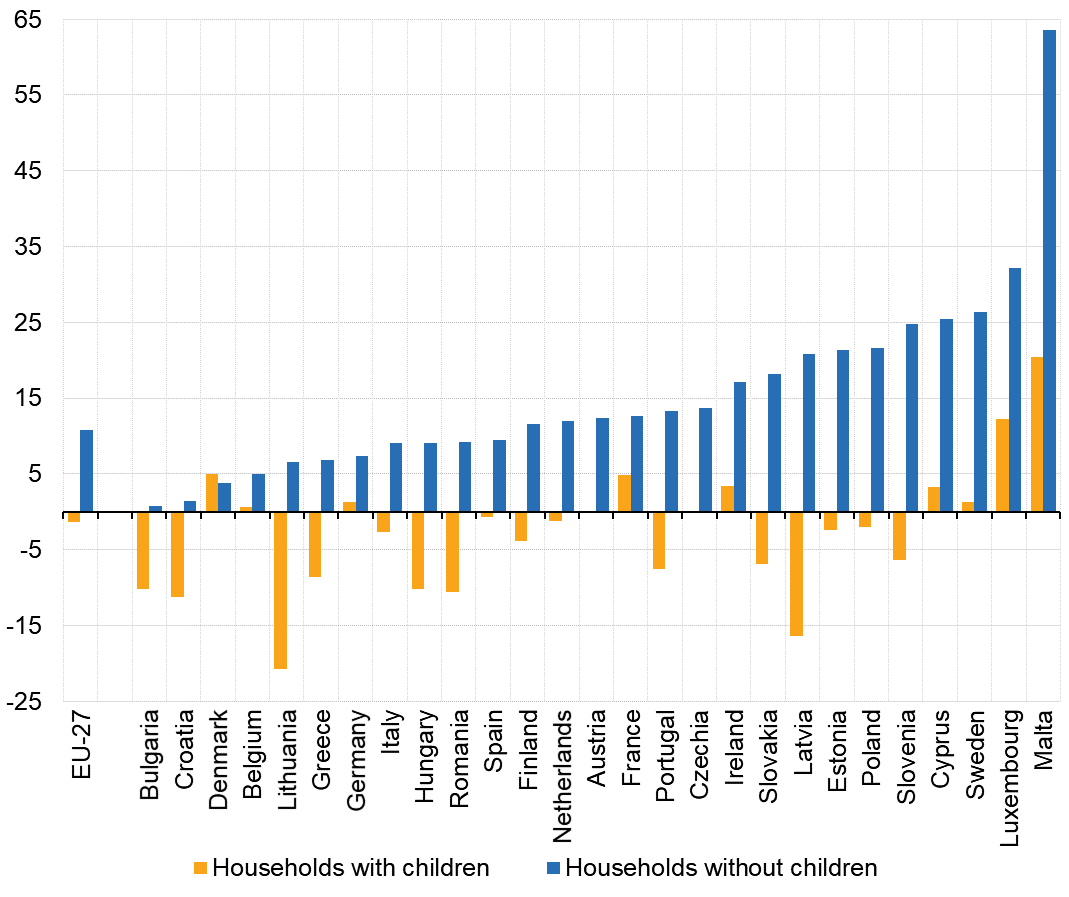 65
55
45
35
25
15
5
-5
-15
-25
EU-27
Bulgaria
Croatia
Denmark
Belgium
Lithuania
Greece
Germany
Italy
Hungary
Romania
Spain
Finland
Netherlands
Austria
France
Portugal
Czechia
Ireland
Slovakia
Latvia
Estonia
Poland
Slovenia
Cyprus
Sweden
Luxembourg
Malta
Households with children
Households without children